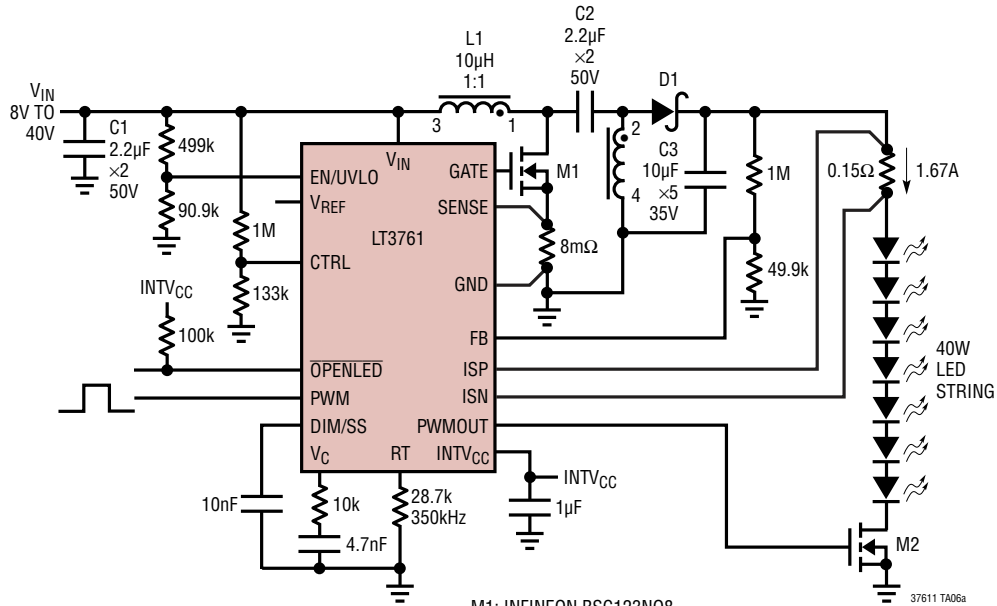 C2
2.2µF
×2
50V
L1
10µH
1:1
3
1
D1
V_IN
8V TO
40V
C1
2.2µF
×2
50V
499k
90.9k
1M
133k
INTV_CC
100k
V_IN
EN/UVLO
V_REF
LT3761
CTRL
OPENLED
PWM
DIM/SS
V_C
RT
GATE
SENSE
GND
FB
ISP
ISN
PWMOUT
INTV_CC
M1
8mΩ
2
4
C3
10µF
×5
35V
1M
49.9k
0.15Ω
1.67A
40W
LED
STRING
10nF
10k
4.7nF
28.7k
350kHz
INTV_CC
1µF
M2
37611 TA06a